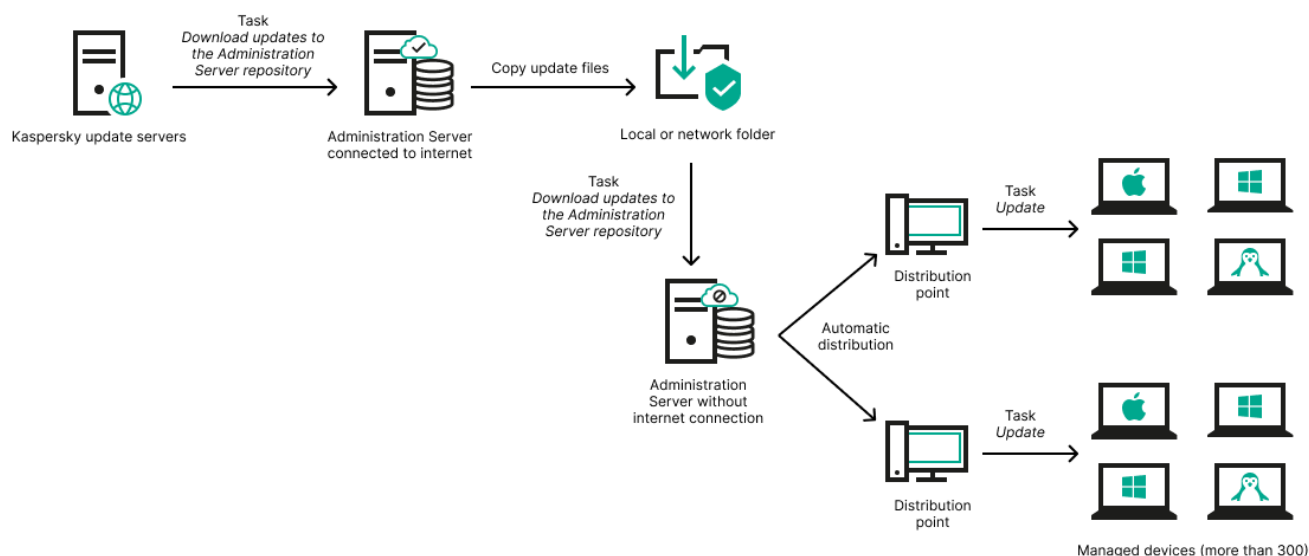 Task
Download updates to
the Administration
Server repository
Kaspersky update servers
Administration Server
connected to internet
Copy update files
Local or network folder
Task
Download updates to
the Administration
Server repository
Administration
Server without
internet connection
Automatic
distribution
Distribution
point
Task
Update
Distribution
point
Task
Update
Managed devices (more than 300)